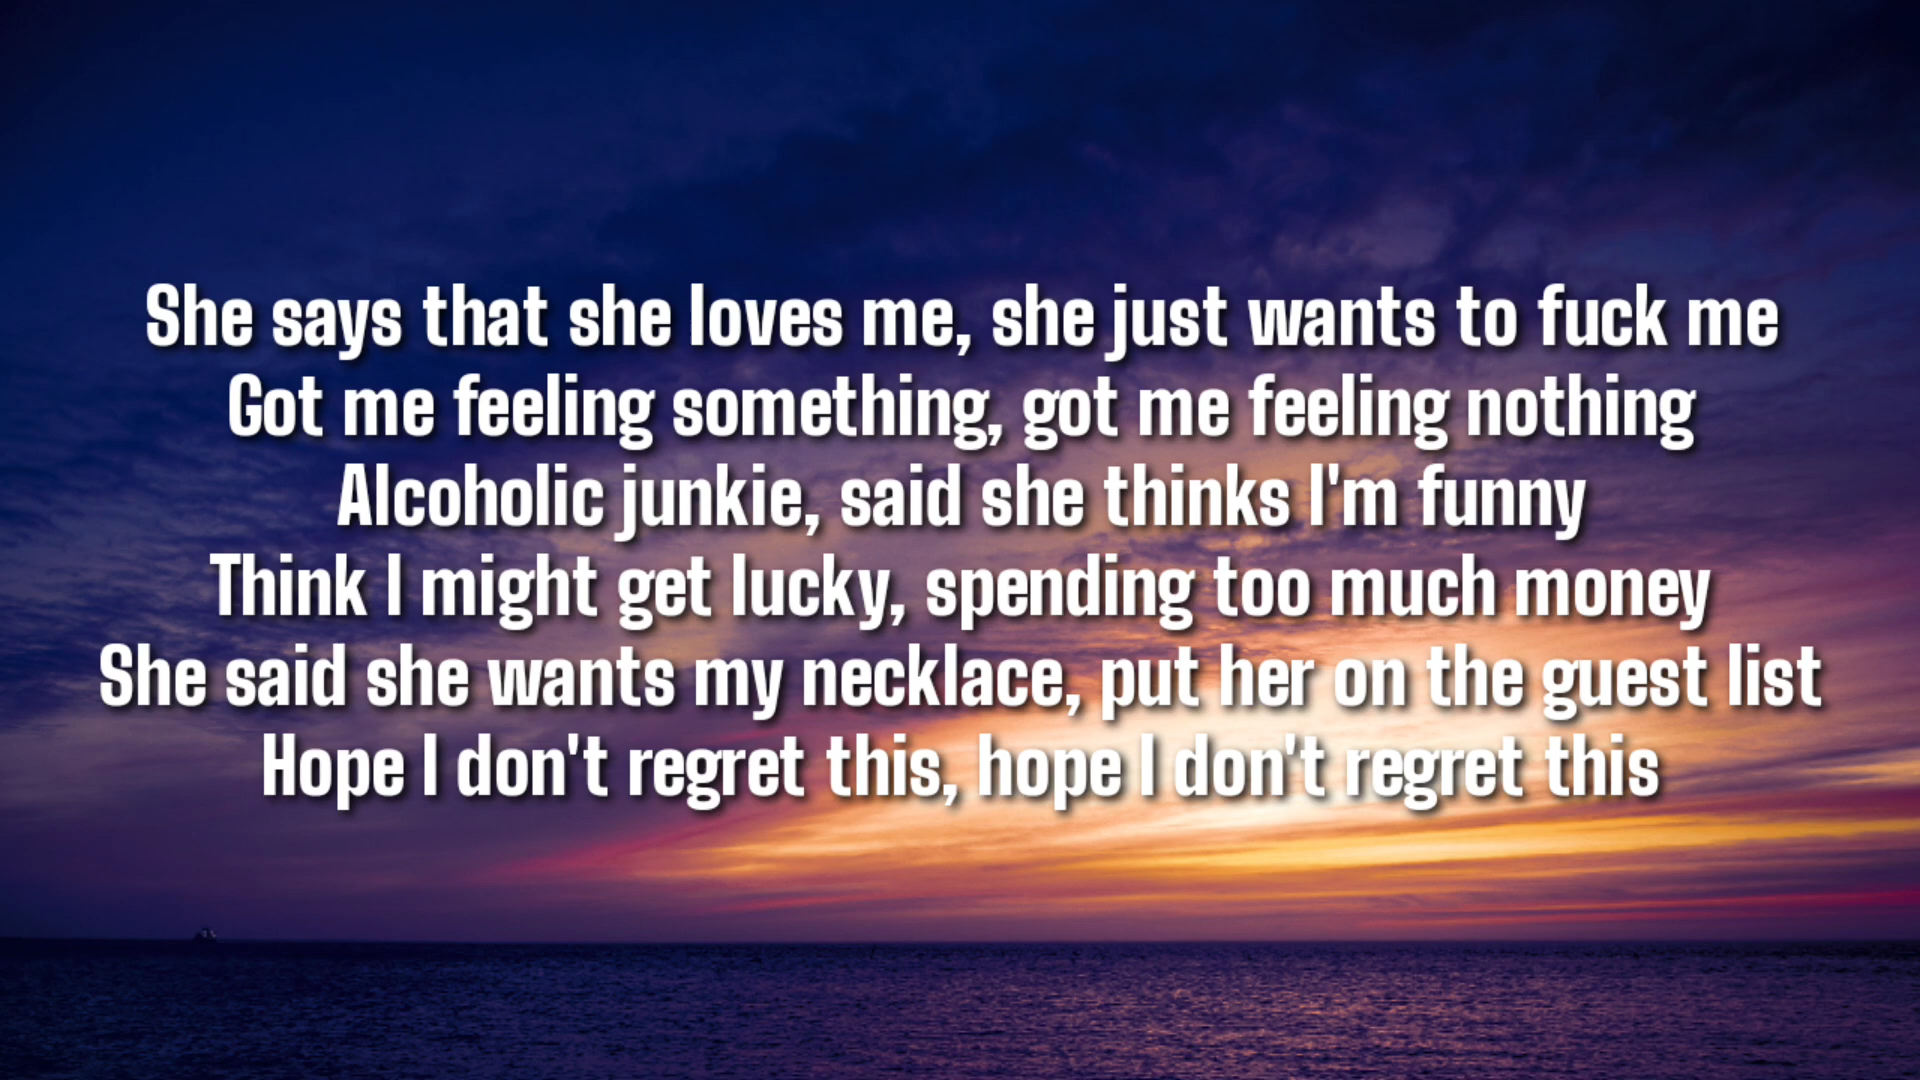 She says that she loves me, she just wants to fuck me
Got me feeling something, got me feeling nothing
Alcoholic junkie, said she thinks I'm funny
Think I might get lucky, spending too much money
She said she wants my necklace, put her on the guest list
Hope I don't regret this, hope I don't regret this